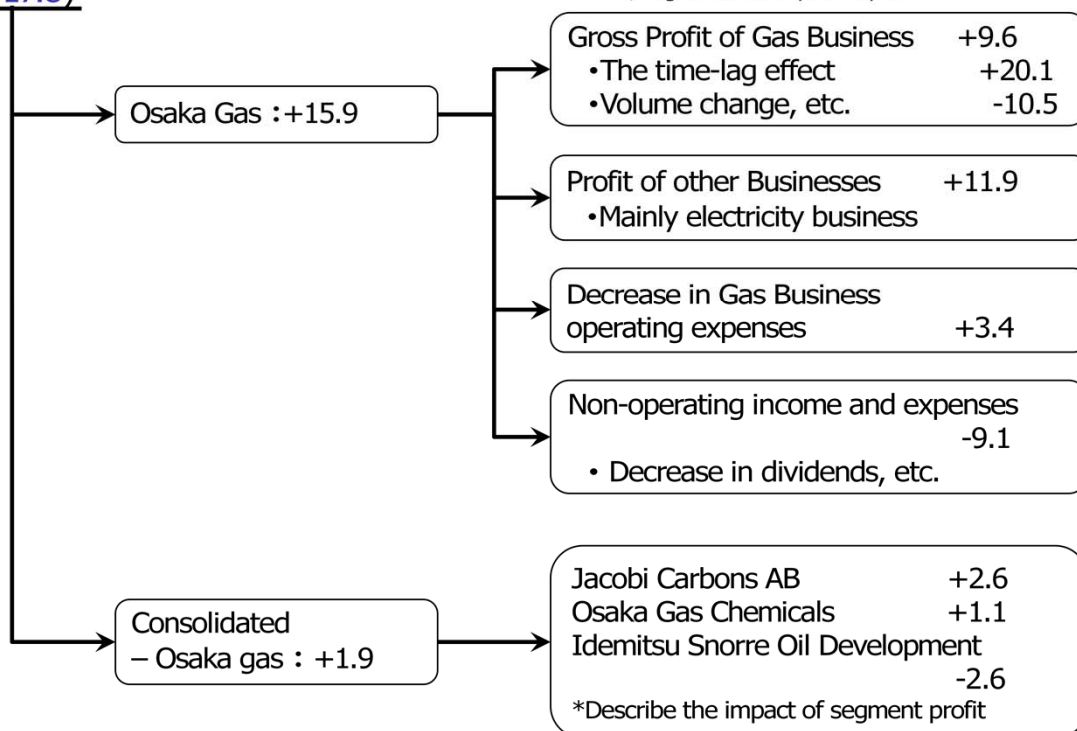 Osaka Gas：+15.9
Gross Profit of Gas Business +9.6
・The time-lag effect +20.1
・Volume change, etc. -10.5
Profit of other Businesses +11.9
・Mainly electricity business
Decrease in Gas Business
operating expenses +3.4
Non-operating income and expenses
-9.1
・ Decrease in dividends, etc.
Consolidated
– Osaka gas： +1.9
Jacobi Carbons AB +2.6
Osaka Gas Chemicals +1.1
Idemitsu Snorre Oil Development
-2.6
*Describe the impact of segment profit